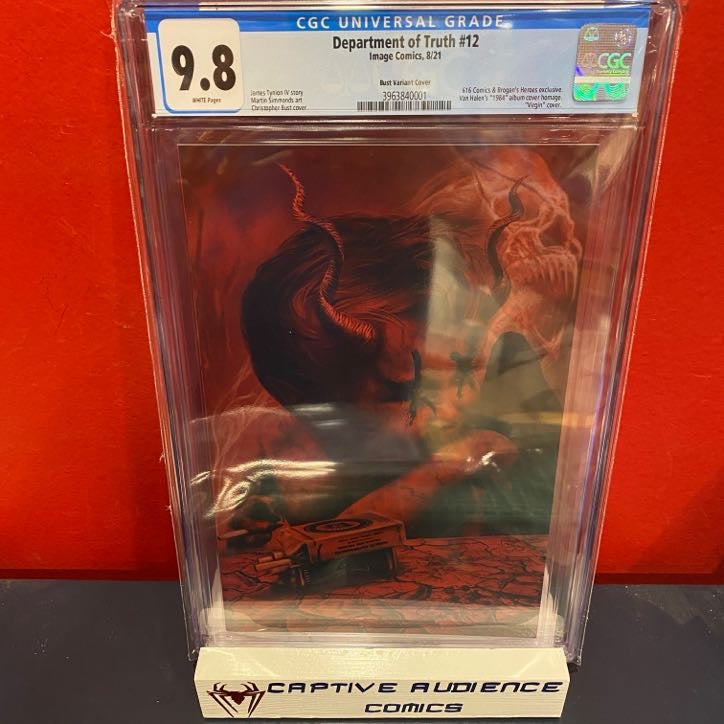 CGC UNIVERSAL GRADE
9.8
WHITE Pages
Department of Truth #12
Image Comics, 8/21
Bust Variant Cover
3963840001
James Tynion IV story
Martin Simmonds art
Christopher Bust cover
616 Comics & Brogan's Heroes exclusive.
Van Halen's "1984" album cover homage.
"Virgin" cover.
CGC
CAPTIVE AUDIENCE
COMICS